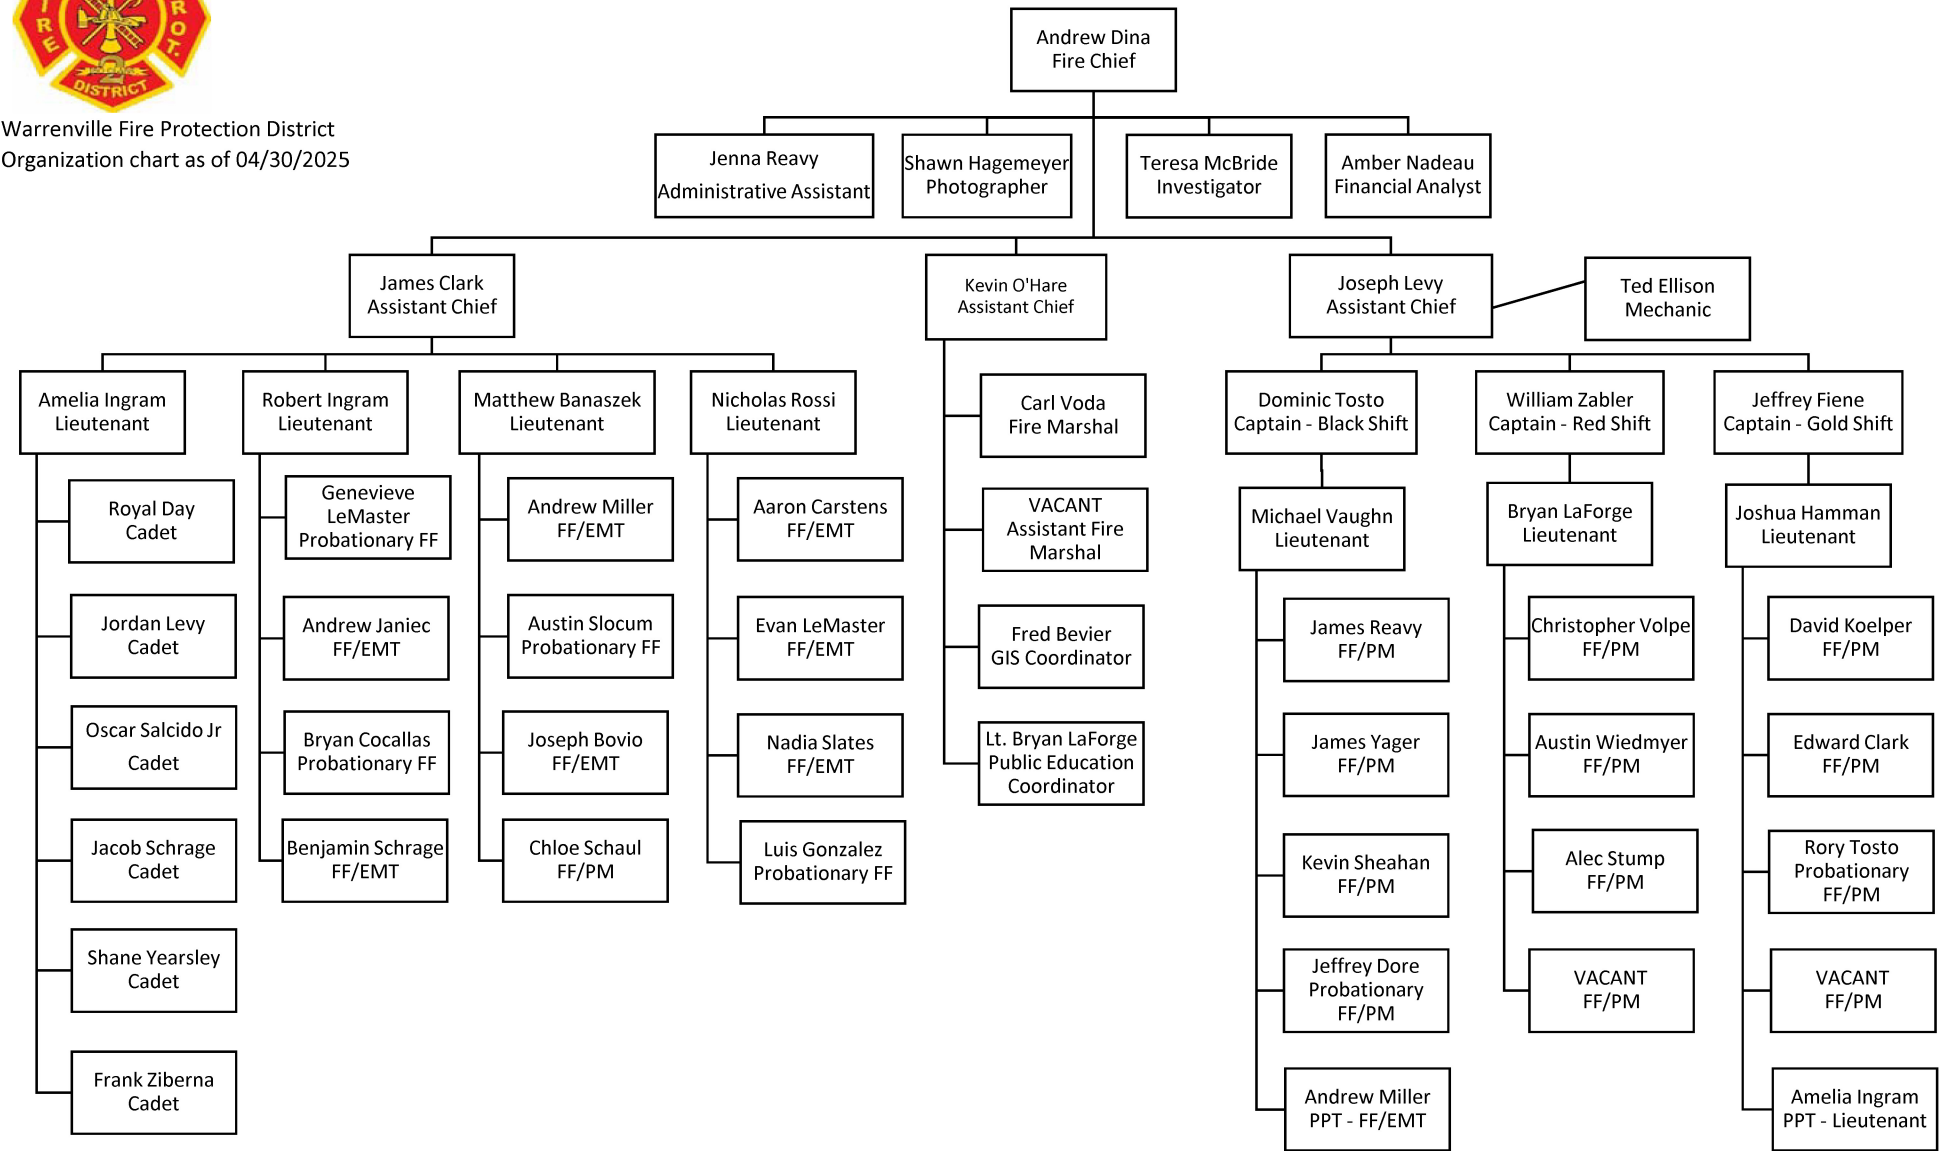 FIRE
PROT.
2
DISTRICT
Warrenville Fire Protection District
Organization chart as of 04/30/2025
Andrew Dina
Fire Chief
Jenna Reavy
Administrative Assistant
Shawn Hagemeyer
Photographer
Teresa McBride
Investigator
Amber Nadeau
Financial Analyst
James Clark
Assistant Chief
Kevin O'Hare
Assistant Chief
Joseph Levy
Assistant Chief
Ted Ellison
Mechanic
Amelia Ingram
Lieutenant
Robert Ingram
Lieutenant
Matthew Banaszek
Lieutenant
Nicholas Rossi
Lieutenant
Dominic Tosto
Captain - Black Shift
William Zabler
Captain - Red Shift
Jeffrey Fiene
Captain - Gold Shift
Royal Day
Cadet
Jordan Levy
Cadet
Oscar Salcido Jr
Cadet
Jacob Schrage
Cadet
Shane Yearsley
Cadet
Frank Ziberna
Cadet
Genevieve
LeMaster
Probationary FF
Andrew Janiec
FF/EMT
Bryan Cocallas
Probationary FF
Benjamin Schrage
FF/EMT
Andrew Miller
FF/EMT
Austin Slocum
Probationary FF
Joseph Bovio
FF/EMT
Chloe Schaul
FF/PM
Aaron Carstens
FF/EMT
Evan LeMaster
FF/EMT
Nadia Slates
FF/EMT
Luis Gonzalez
Probationary FF
Carl Voda
Fire Marshal
VACANT
Assistant Fire
Marshal
Fred Bevier
GIS Coordinator
Lt. Bryan LaForge
Public Education
Coordinator
Michael Vaughn
Lieutenant
James Reavy
FF/PM
James Yager
FF/PM
Kevin Sheahan
FF/PM
Jeffrey Dore
Probationary
FF/PM
Andrew Miller
PPT - FF/EMT
Bryan LaForge
Lieutenant
Christopher Volpe
FF/PM
Austin Wiedmyer
FF/PM
Alec Stump
FF/PM
VACANT
FF/PM
Joshua Hamman
Lieutenant
David Koelper
FF/PM
Edward Clark
FF/PM
Rory Tosto
Probationary
FF/PM
VACANT
FF/PM
Amelia Ingram
PPT - Lieutenant